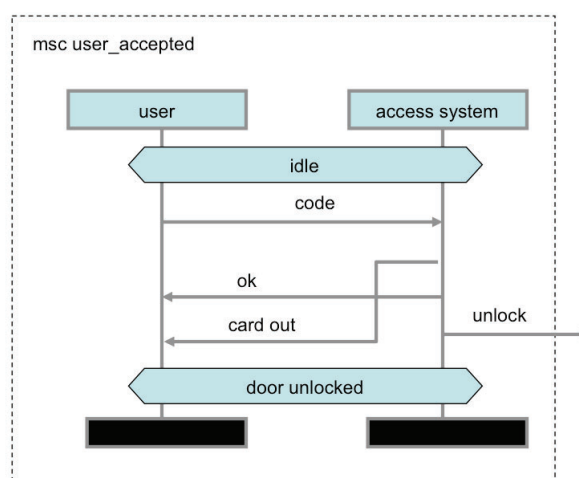 msc user_accepted
user
access system
idle
code
ok
card out
unlock
door unlocked